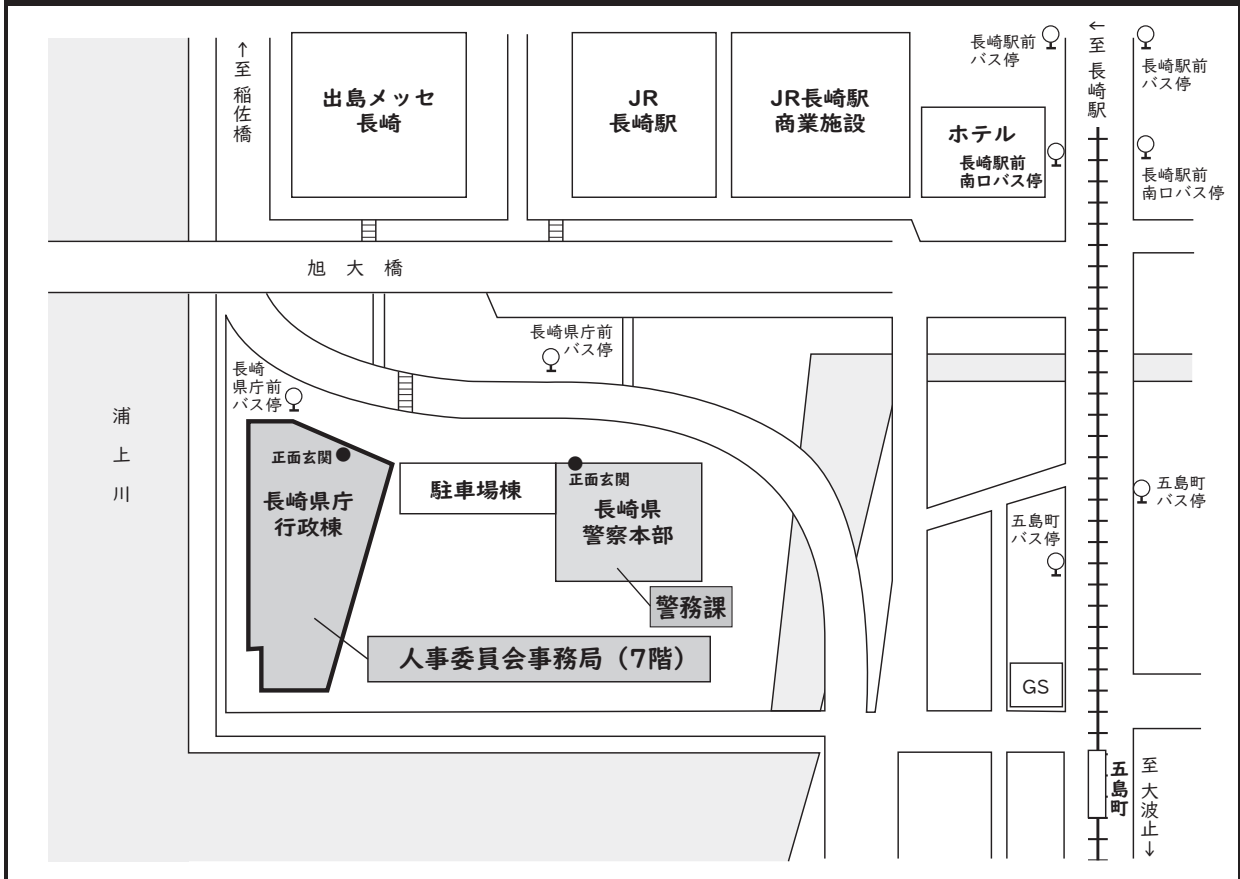 ↑至 稲佐橋
出島メッセ
長崎
JR
長崎駅
JR長崎駅
商業施設
長崎駅前
バス停
←至 長崎駅
長崎駅前
バス停
ホテル
長崎駅前
南口バス停
長崎駅前
南口バス停
旭大橋
長崎県庁前
バス停
長崎
県庁前
バス停
浦上川
正面玄関
長崎県庁
行政棟
駐車場棟
正面玄関
長崎県
警察本部
警務課
人事委員会事務局（7階）
五島町
バス停
五島町
バス停
GS
五島町
至 大波止→